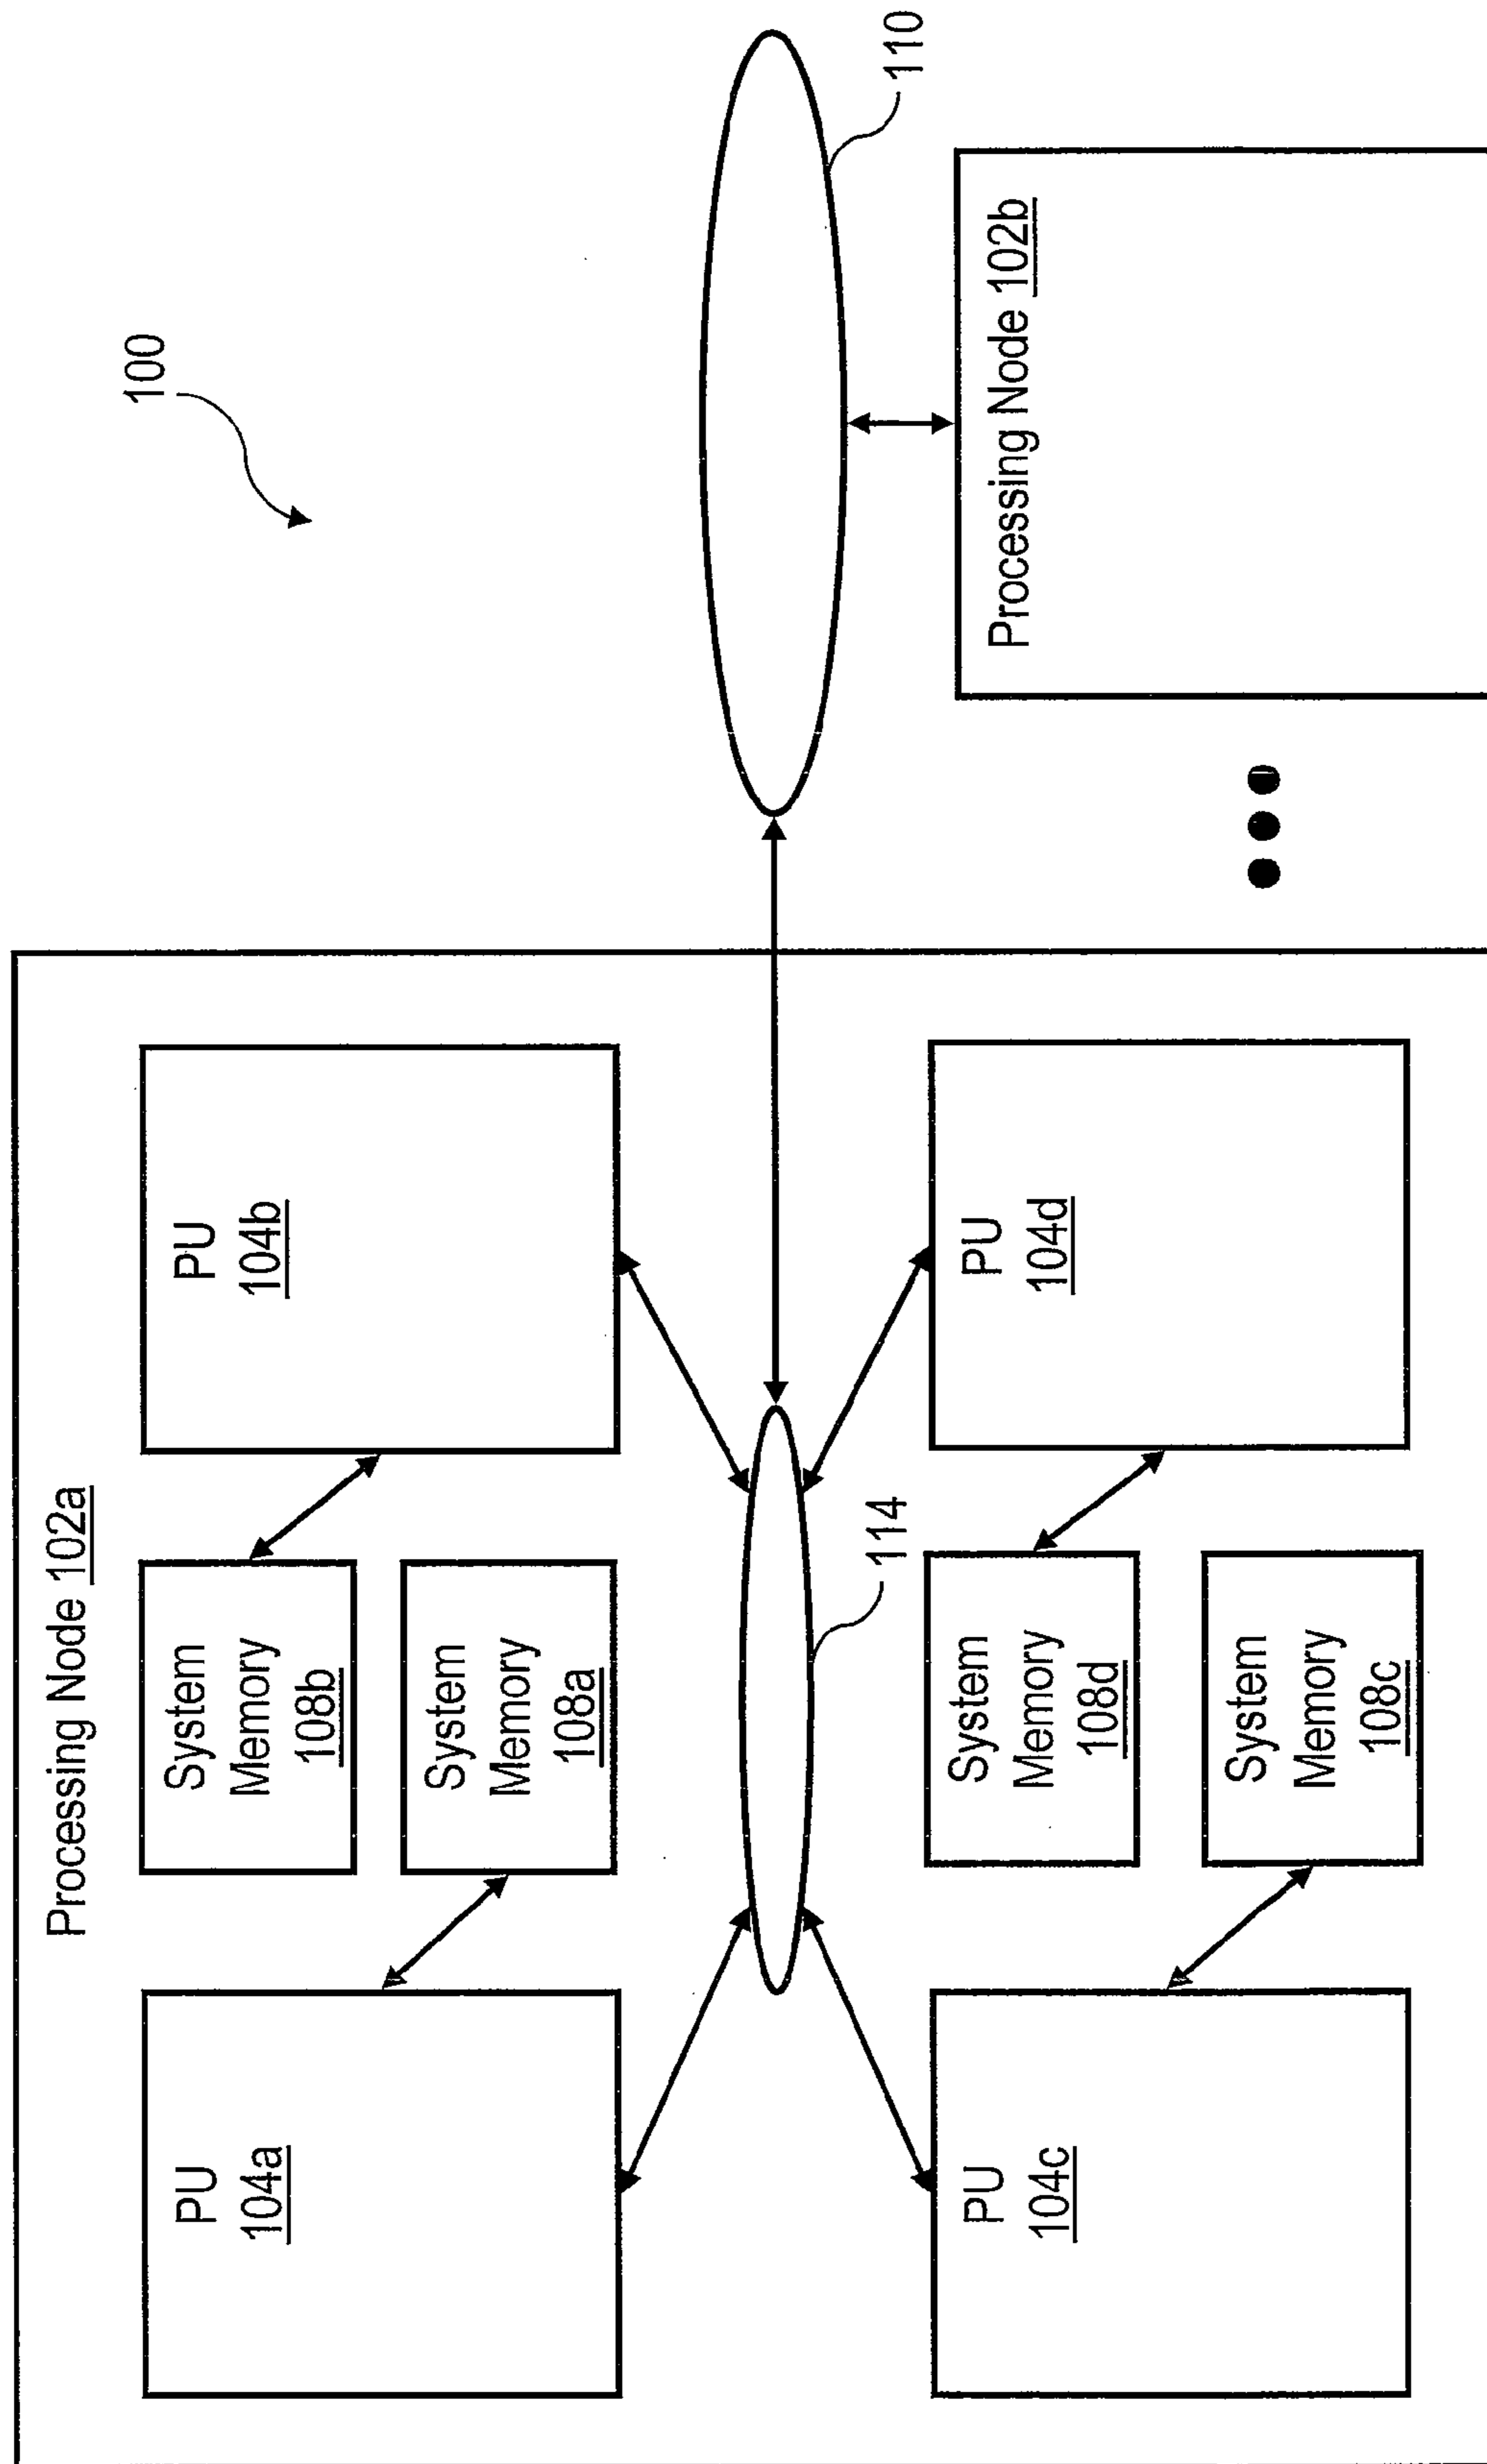 100
Processing Node 102a
PU
104a
System
Memory
108b
System
Memory
108a
PU
104b
114
110
PU
104c
System
Memory
108d
System
Memory
108c
PU
104d
Processing Node 102b